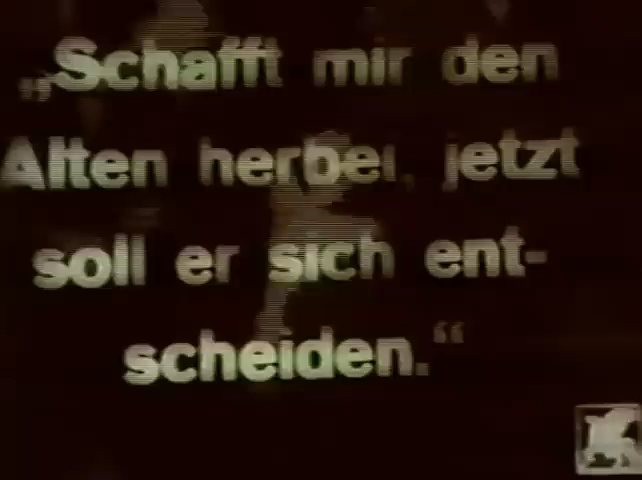 „Schafft mir den
Alten herbei, jetzt
soll er sich ent-
scheiden.“